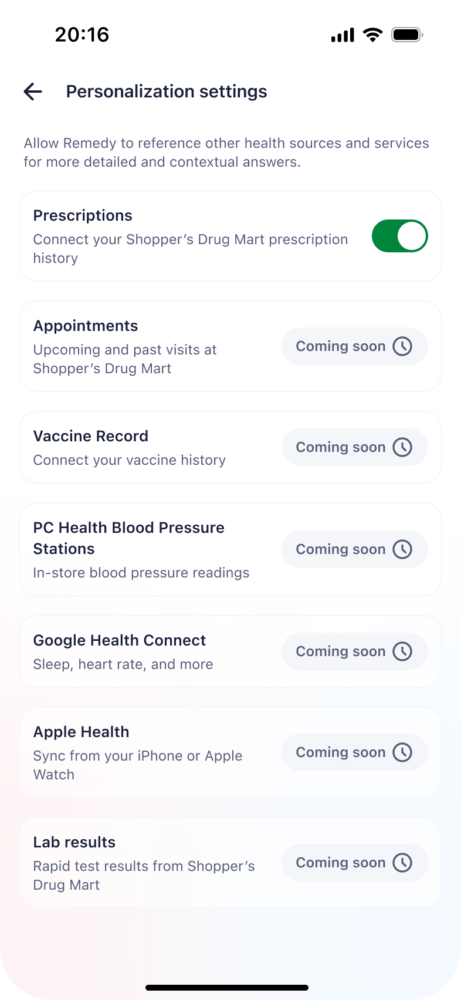 20:16
Personalization settings
Allow Remedy to reference other health sources and services
for more detailed and contextual answers.
Prescriptions
Connect your Shopper’s Drug Mart prescription
history
Appointments
Upcoming and past visits at
Shopper’s Drug Mart
Coming soon
Vaccine Record
Connect your vaccine history
Coming soon
PC Health Blood Pressure
Stations
In-store blood pressure readings
Coming soon
Google Health Connect
Sleep, heart rate, and more
Coming soon
Apple Health
Sync from your iPhone or Apple
Watch
Coming soon
Lab results
Rapid test results from Shopper’s
Drug Mart
Coming soon